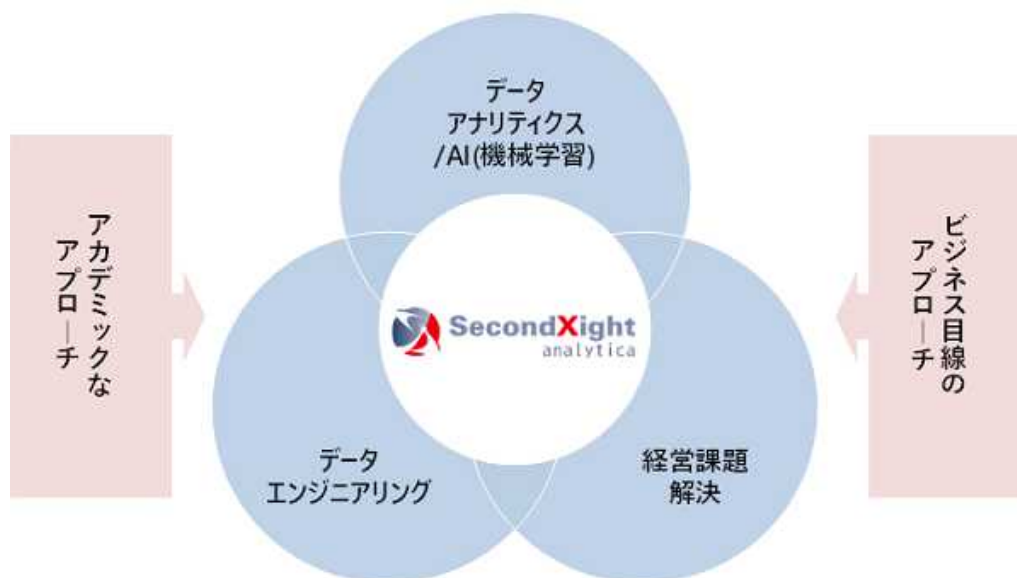 データ
アナリティクス
/AI(機械学習)
アカデミックな
アプローチ
SecondXight
analytica
ビジネス目線の
アプローチ
データ
エンジニアリング
経営課題
解決